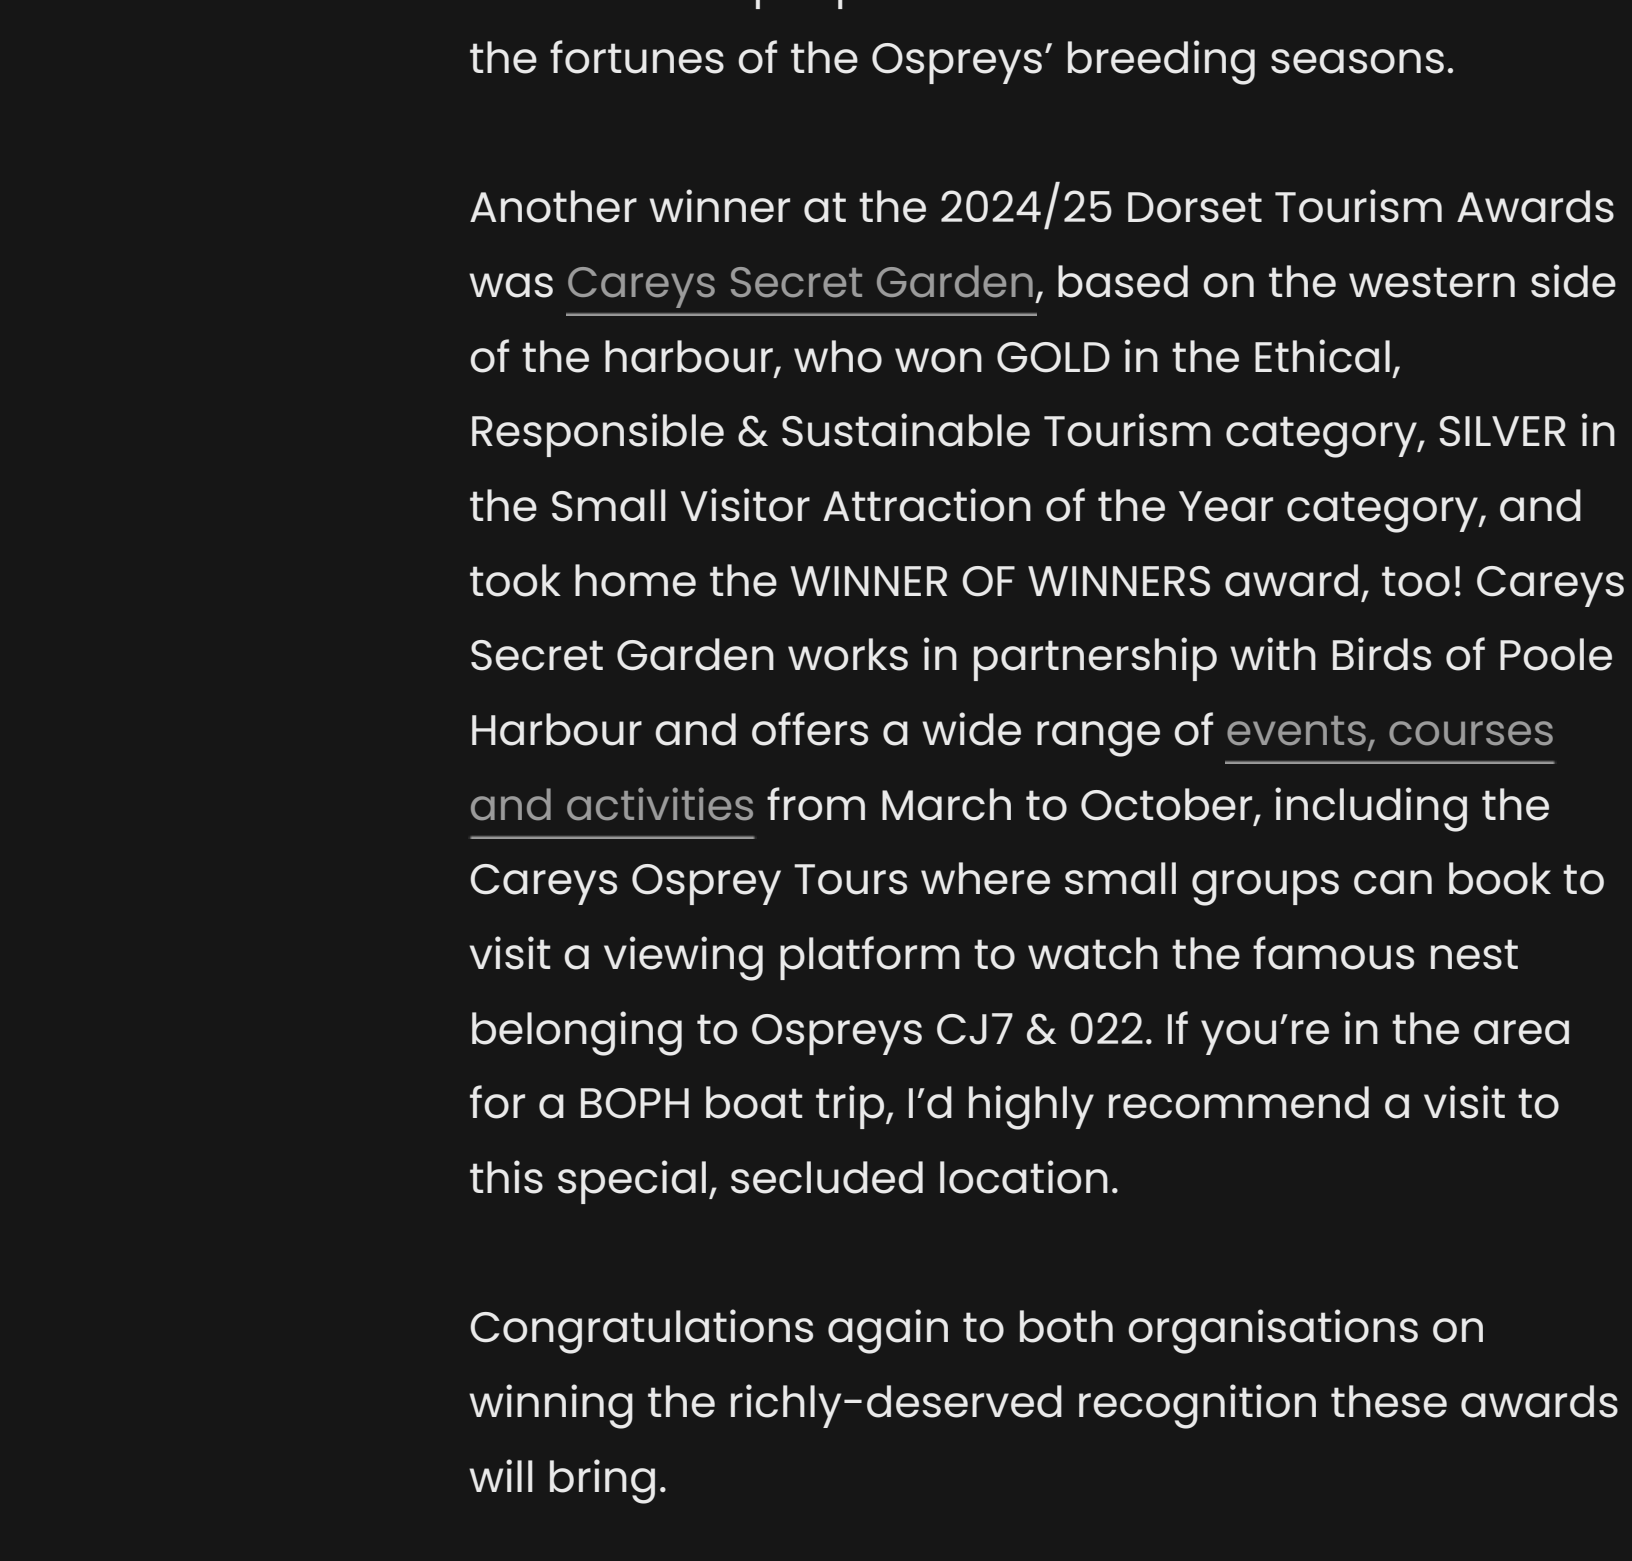 the fortunes of the Ospreys’ breeding seasons.
Another winner at the 2024/25 Dorset Tourism Awards
was Careys Secret Garden, based on the western side
of the harbour, who won GOLD in the Ethical,
Responsible & Sustainable Tourism category, SILVER in
the Small Visitor Attraction of the Year category, and
took home the WINNER OF WINNERS award, too! Careys
Secret Garden works in partnership with Birds of Poole
Harbour and offers a wide range of events, courses
and activities from March to October, including the
Careys Osprey Tours where small groups can book to
visit a viewing platform to watch the famous nest
belonging to Ospreys CJ7 & 022. If you’re in the area
for a BOPH boat trip, I’d highly recommend a visit to
this special, secluded location.
Congratulations again to both organisations on
winning the richly-deserved recognition these awards
will bring.